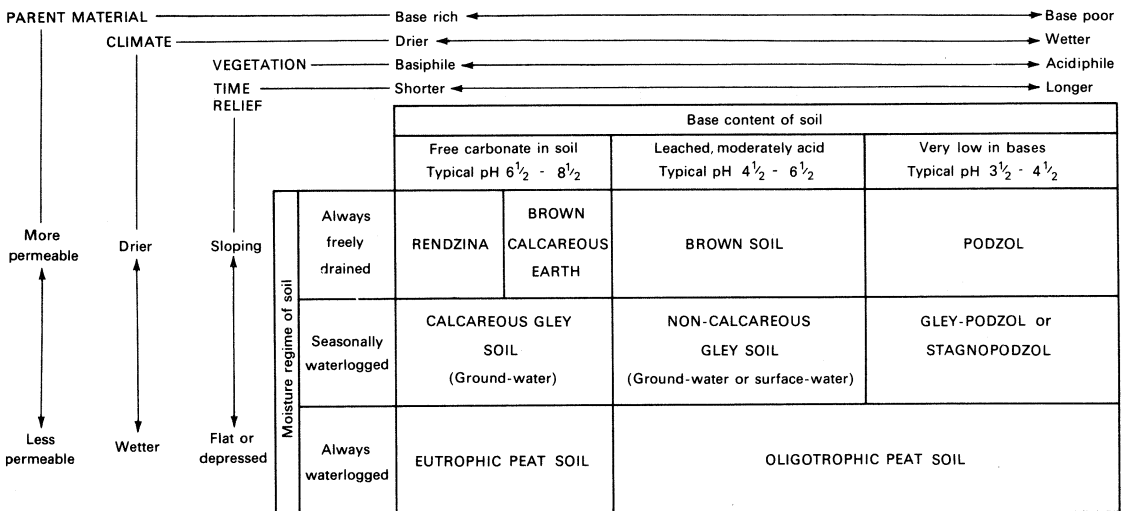 PARENT MATERIAL Base rich Base poor
CLIMATE Drier Wetter
VEGETATION Basiphile Acidiphile
TIME Shorter Longer
RELIEF
Base content of soil
Free carbonate in soil
Typical pH 6½ - 8½
Leached, moderately acid
Typical pH 4½ - 6½
Very low in bases
Typical pH 3½ - 4½
More
permeable
Drier
Sloping
Moisture regime of soil
Always
freely
drained
RENDZINA
BROWN
CALCAREOUS
EARTH
BROWN SOIL
PODZOL
Seasonally
waterlogged
CALCAREOUS GLEY
SOIL
(Ground-water)
NON-CALCAREOUS
GLEY SOIL
(Ground-water or surface-water)
GLEY-PODZOL or
STAGNOPODZOL
Less
permeable
Wetter
Flat or
depressed
Always
waterlogged
EUTROPHIC PEAT SOIL
OLIGOTROPHIC PEAT SOIL